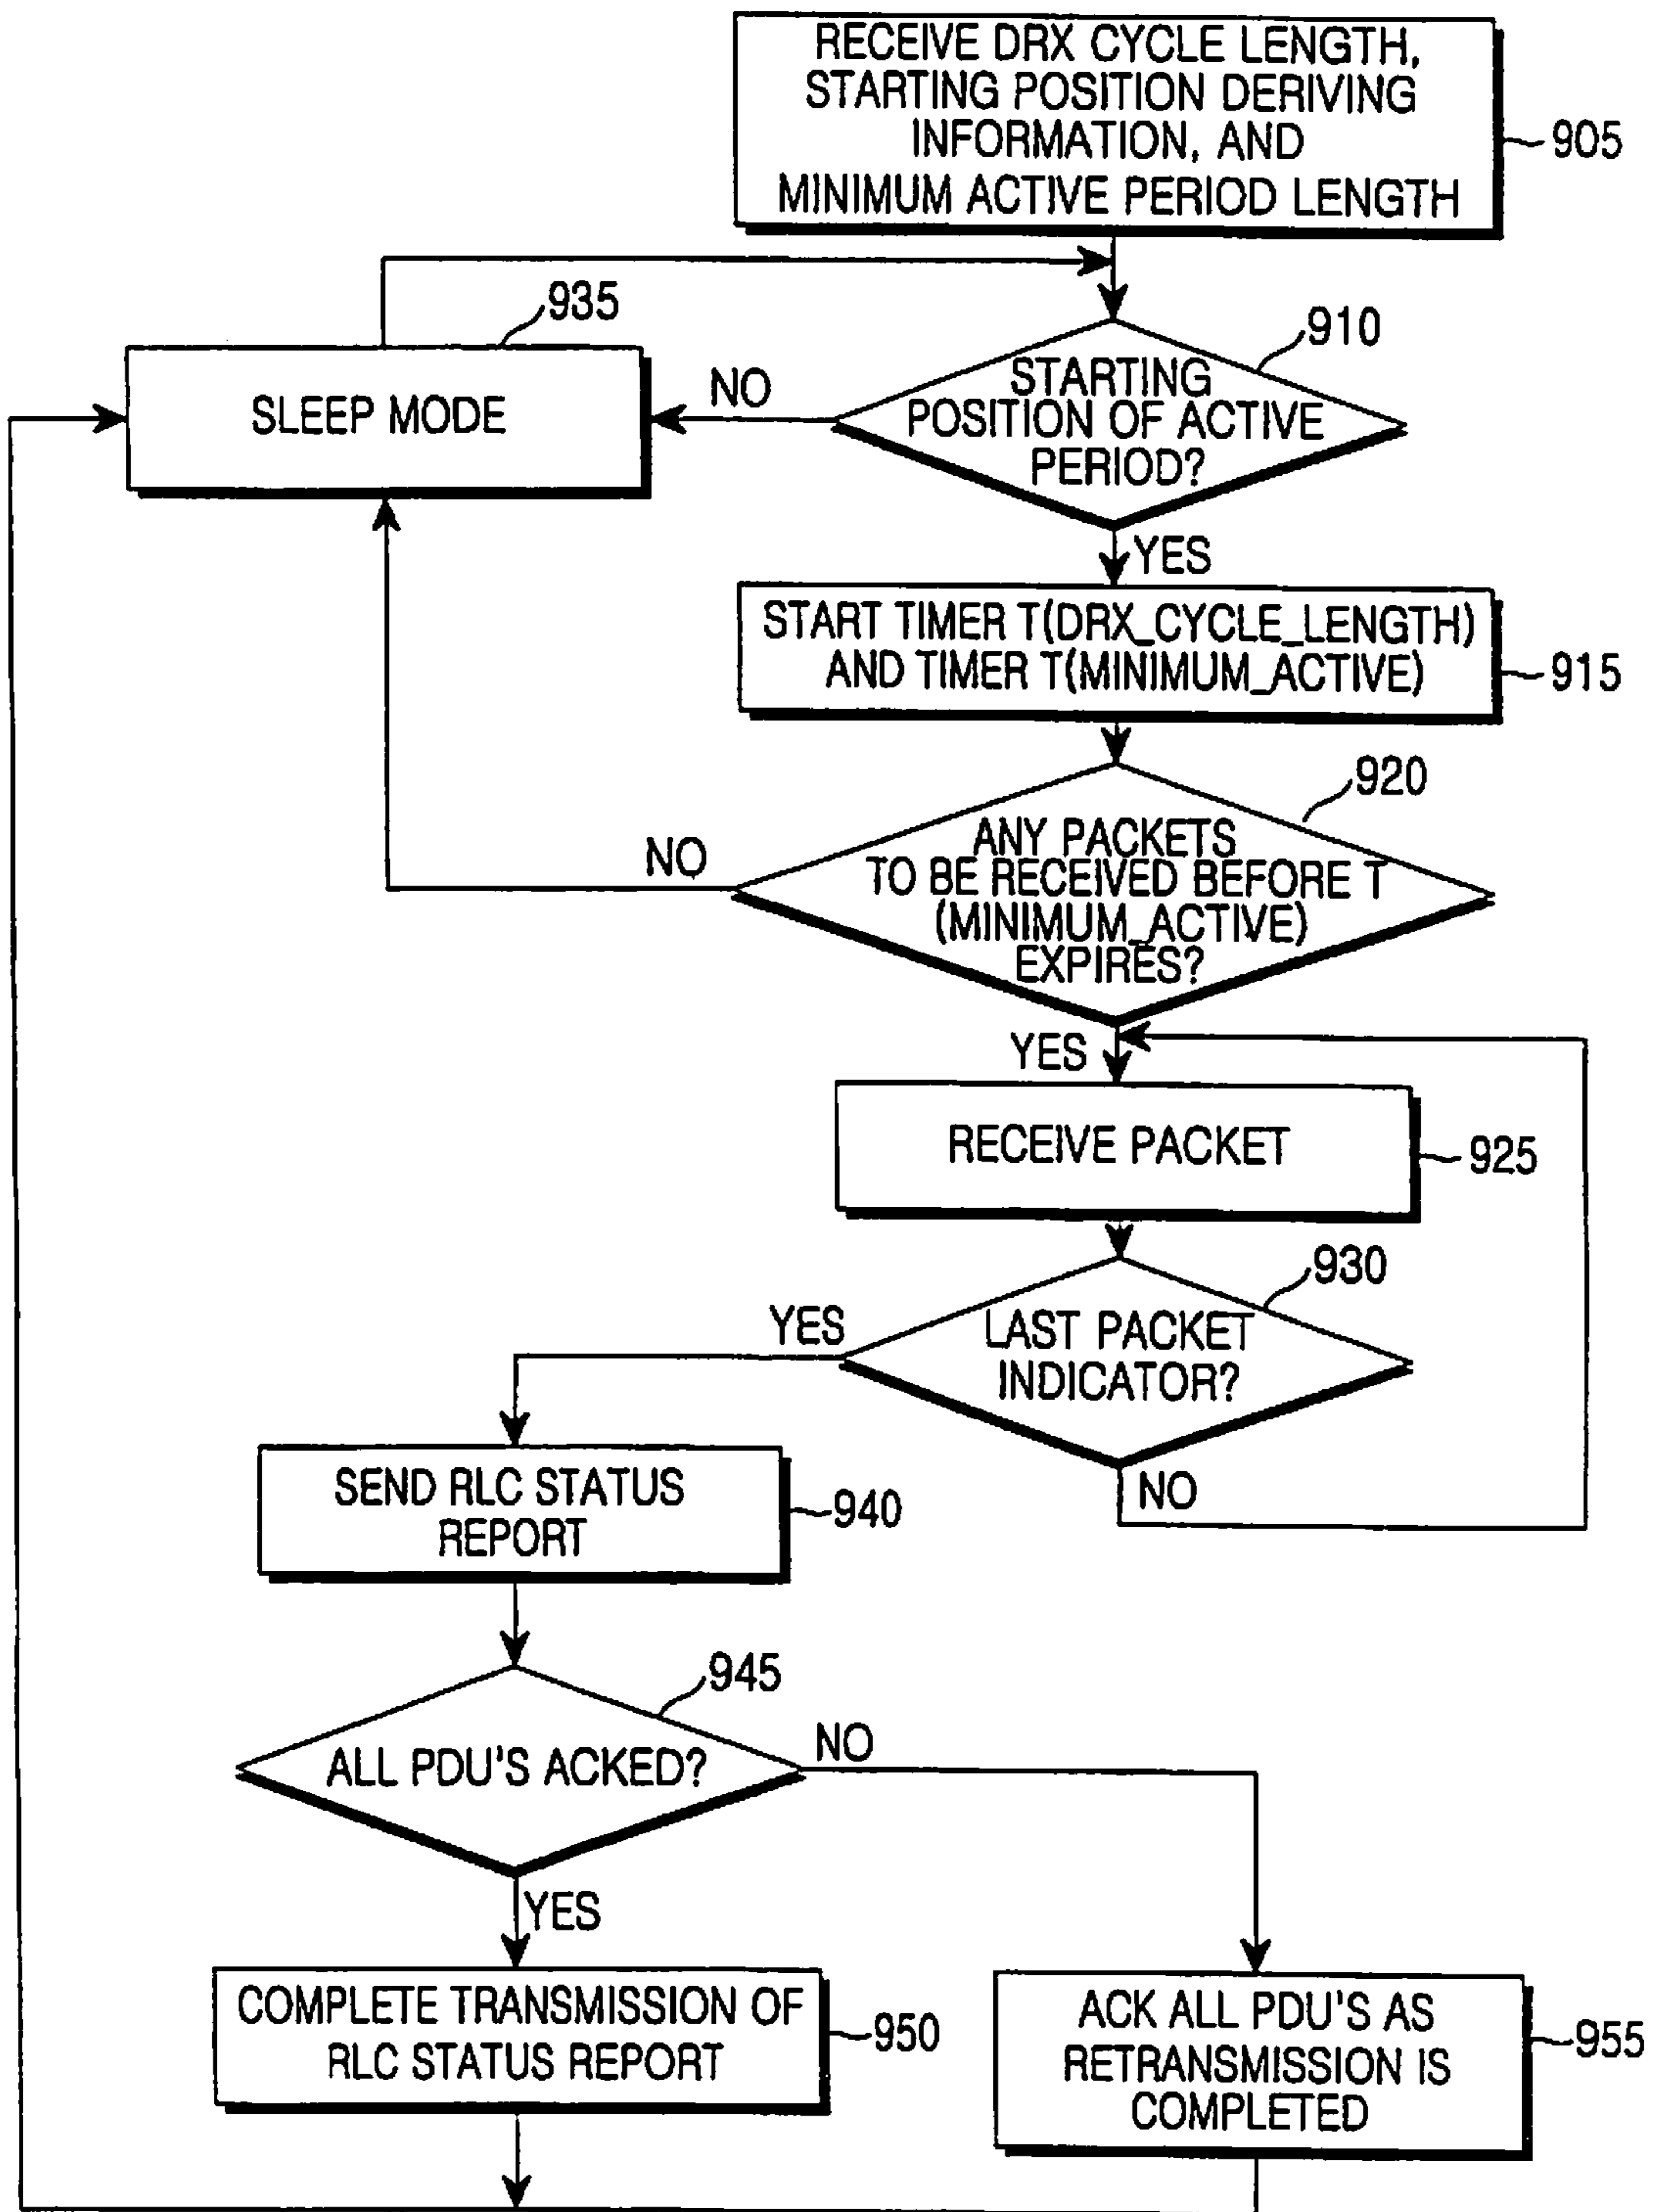 RECEIVE DRX CYCLE LENGTH,
STARTING POSITION DERIVING
INFORMATION, AND
MINIMUM ACTIVE PERIOD LENGTH
905
935
SLEEP MODE
NO
910
STARTING
POSITION OF ACTIVE
PERIOD?
YES
START TIMER T(DRX_CYCLE_LENGTH)
AND TIMER T(MINIMUM_ACTIVE)
915
920
NO
ANY PACKETS
TO BE RECEIVED BEFORE T
(MINIMUM_ACTIVE)
EXPIRES?
YES
RECEIVE PACKET
925
930
YES
LAST PACKET
INDICATOR?
NO
SEND RLC STATUS
REPORT
940
945
ALL PDU'S ACKED?
NO
YES
COMPLETE TRANSMISSION OF
RLC STATUS REPORT
950
ACK ALL PDU'S AS
RETRANSMISSION IS
COMPLETED
955